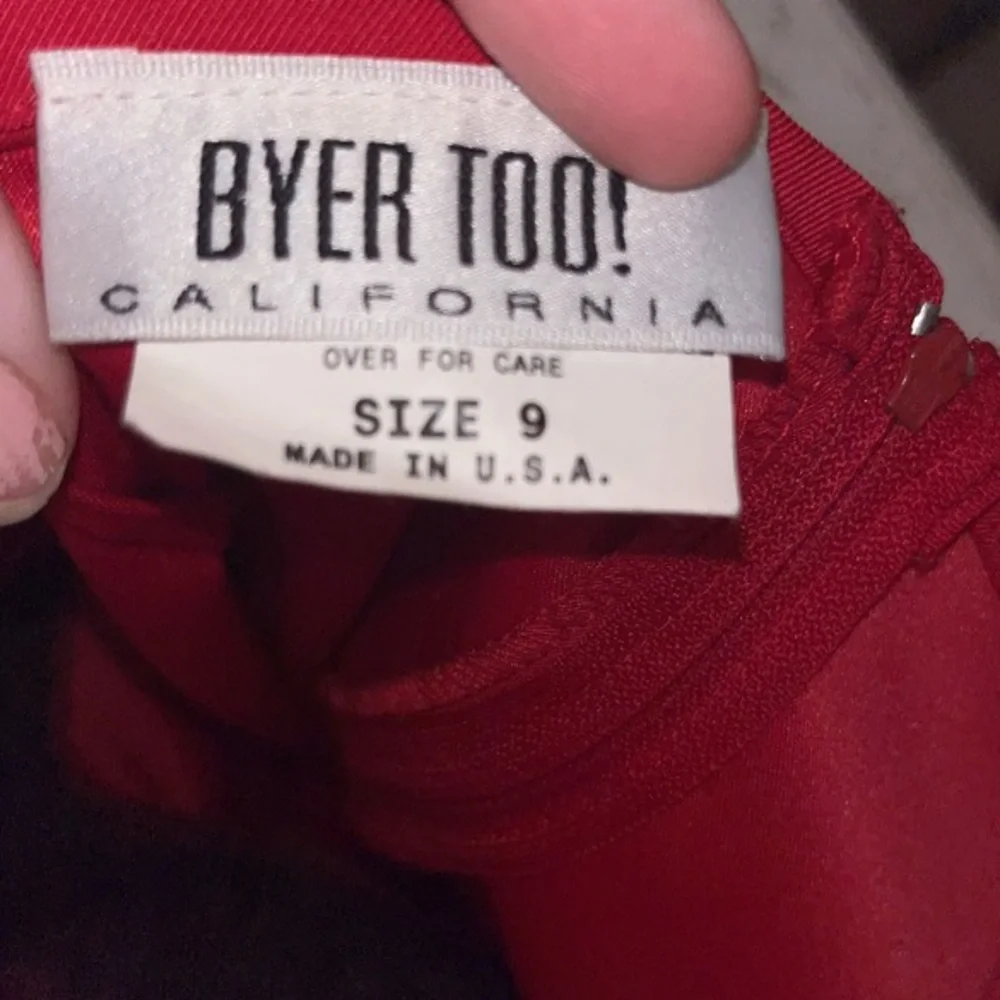 BYER TOO!
CALIFORNIA
OVER FOR CARE
SIZE 9
MADE IN U.S.A.